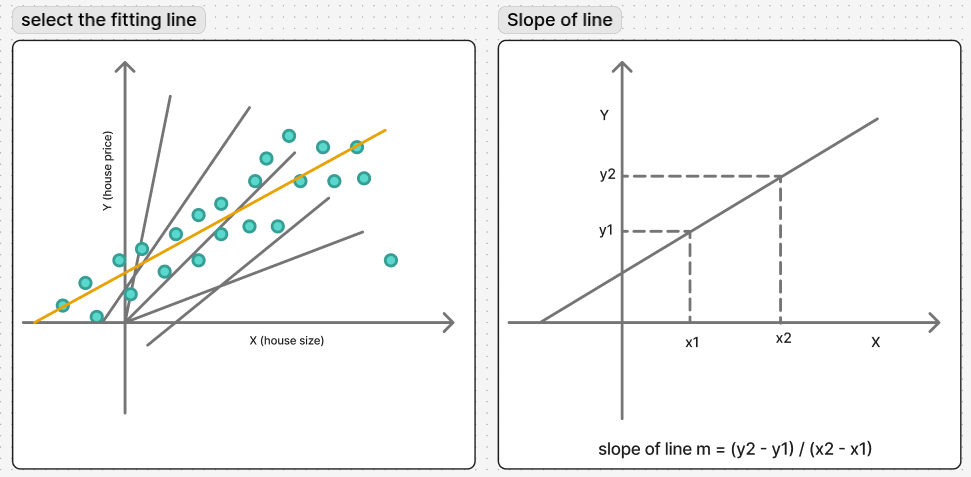 select the fitting line
Y (house price)
X (house size)
Slope of line
Y
y2
y1
x1
x2
X
slope of line m = (y2 - y1) / (x2 - x1)